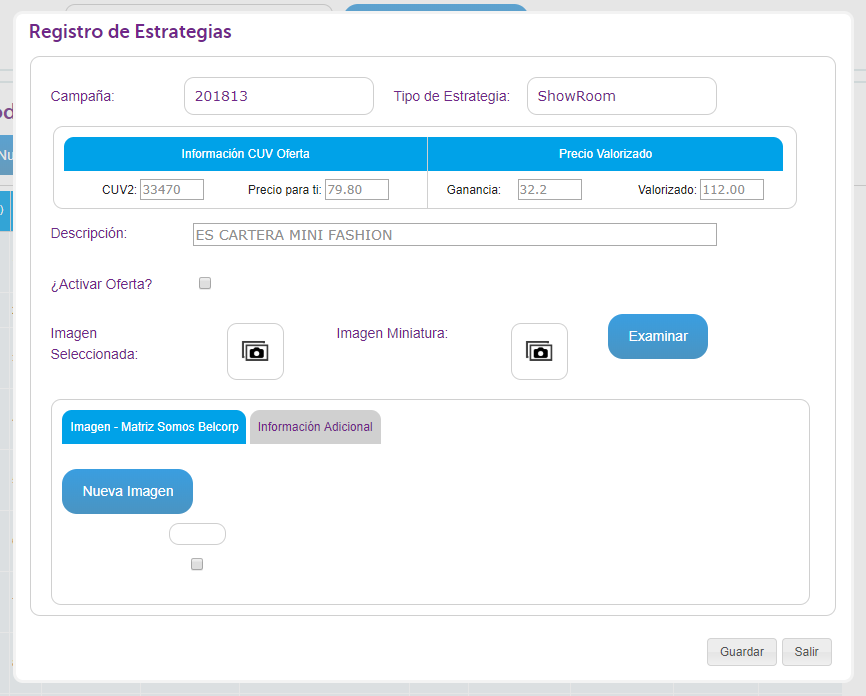 Registro de Estrategias
Campaña: 201813 Tipo de Estrategia: ShowRoom
Información CUV Oferta Precio Valorizado
CUV2: 33470 Precio para ti: 79.80 Ganancia: 32.2 Valorizado: 112.00
Descripción: ES CARTERA MINI FASHION
¿Activar Oferta?
Imagen Seleccionada: Imagen Miniatura: Examinar
Imagen - Matriz Somos Belcorp Información Adicional
Nueva Imagen
Guardar Salir